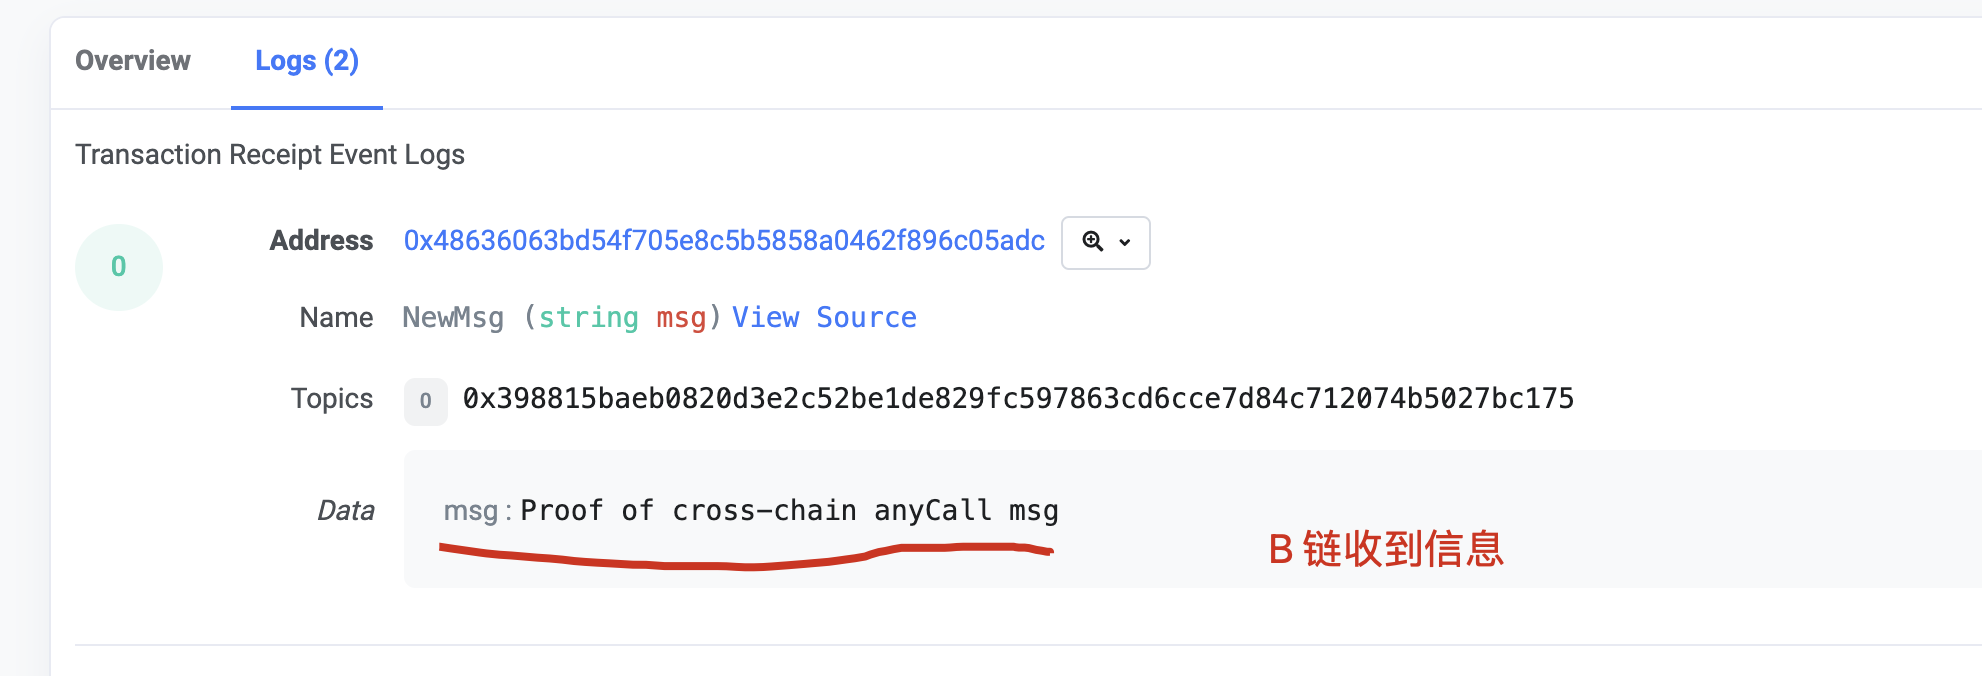 Overview Logs (2)
Transaction Receipt Event Logs
0
Address 0x48636063bd54f705e8c5b5858a0462f896c05adc
Name NewMsg (string msg) View Source
Topics 0 0x398815baeb0820d3e2c52be1de829fc597863cd6cce7d84c712074b5027bc175
Data msg : Proof of cross-chain anyCall msg
B 链收到信息